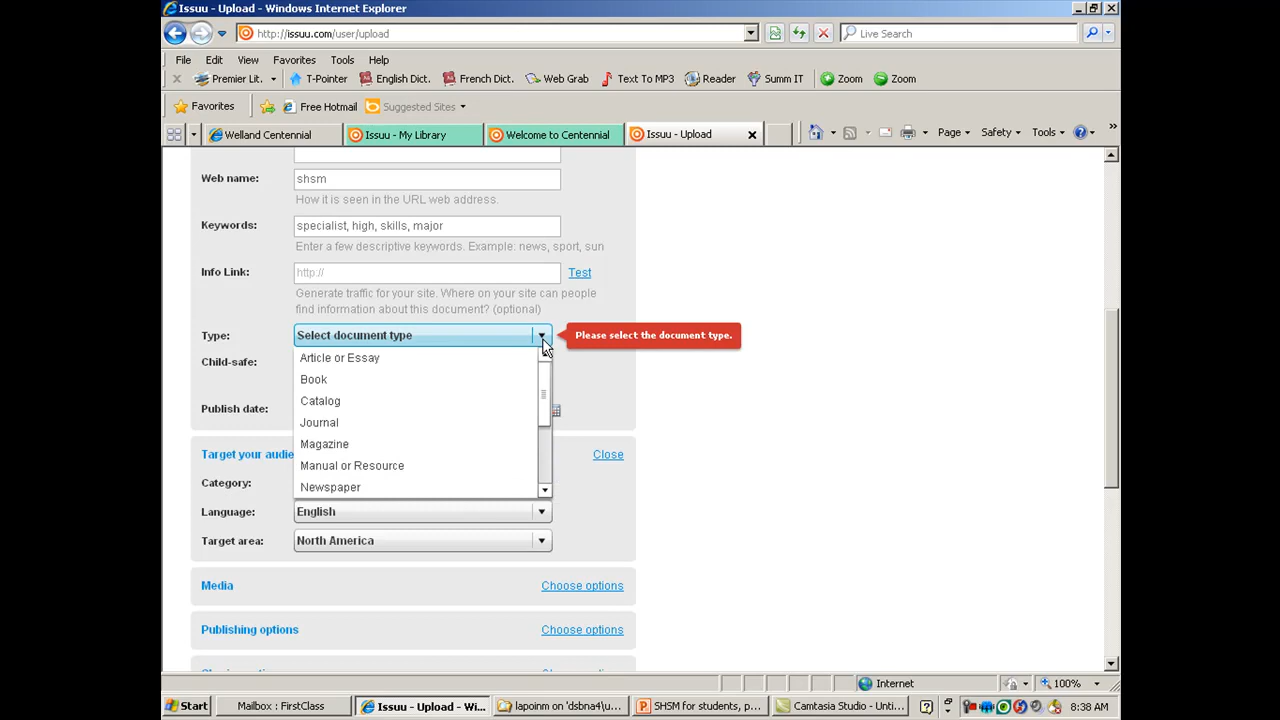 Issuu - Upload - Windows Internet Explorer
http://issuu.com/user/upload
Live Search
File Edit View Favorites Tools Help
Premier Lit. T-Pointer English Dict. French Dict. Web Grab Text To MP3 Reader Summ IT Zoom Zoom
Favorites Free Hotmail Suggested Sites
Welland Centennial Issuu - My Library Welcome to Centennial Issuu - Upload Page Safety Tools
Web name: shsm
How it is seen in the URL web address.
Keywords: specialist, high, skills, major
Enter a few descriptive keywords. Example: news, sport, sun
Info Link: http:// Test
Generate traffic for your site. Where on your site can people
find information about this document? (optional)
Type: Select document type Please select the document type.
Article or Essay
Child-safe:
Book
Catalog
Publish date:
Journal
Magazine
Target your audie Close
Manual or Resource
Category:
Newspaper
Language: English
Target area: North America
Media Choose options
Publishing options Choose options
Internet 100%
Start Mailbox : FirstClass Issuu - Upload - Wi... lapoinm on 'dsbna4\u... SHSM for students, p... Camtasia Studio - Unti... 8:38 AM